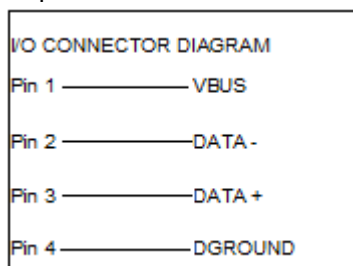 I/O CONNECTOR DIAGRAM
Pin 1 VBUS
Pin 2 DATA -
Pin 3 DATA +
Pin 4 DGROUND